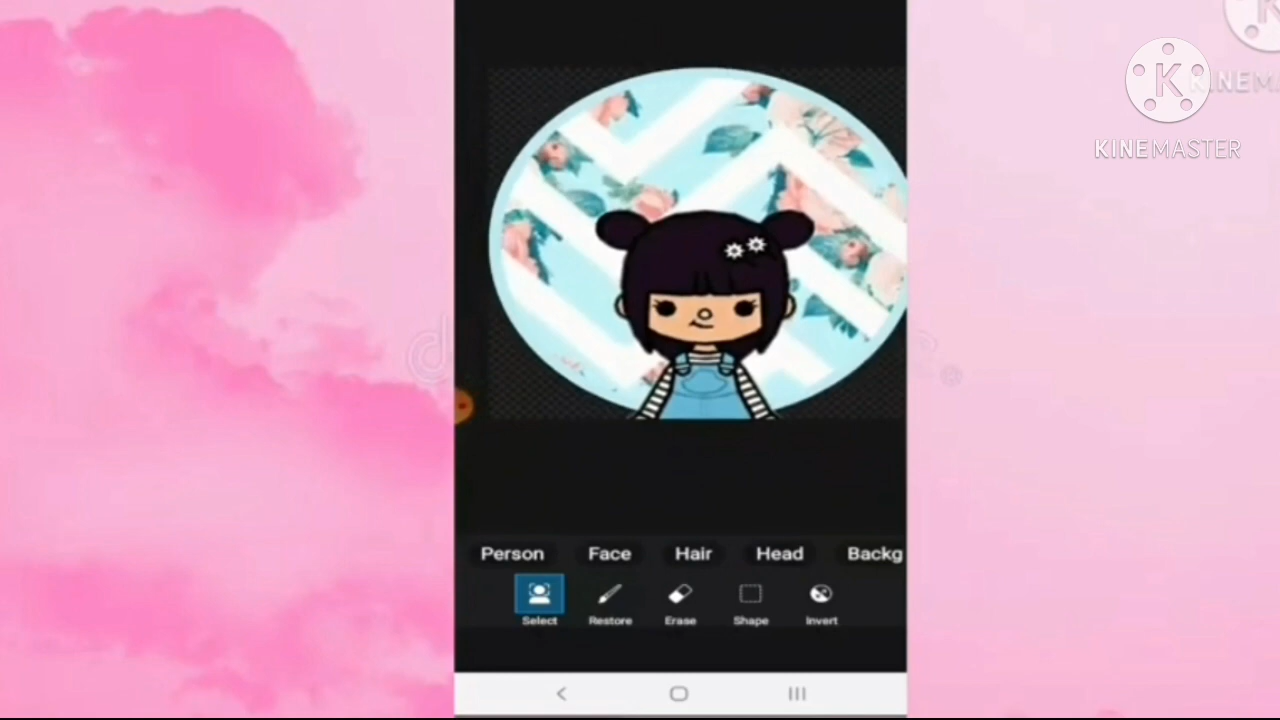 KINEMASTER
Person Face Hair Head Backg
Select Restore Erase Shape Invert